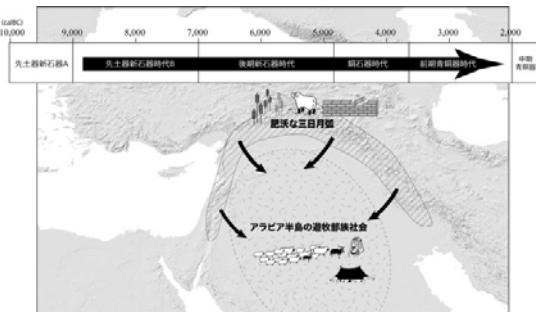 (calBC)
10,000 9,000 8,000 7,000 6,000 5,000 4,000 3,000 2,000
先土器新石器A 先土器新石器時代B 後期新石器時代 銅石器時代 前期青銅器時代 中期
青銅器
肥沃な三日月弧
アラビア半島の遊牧部族社会